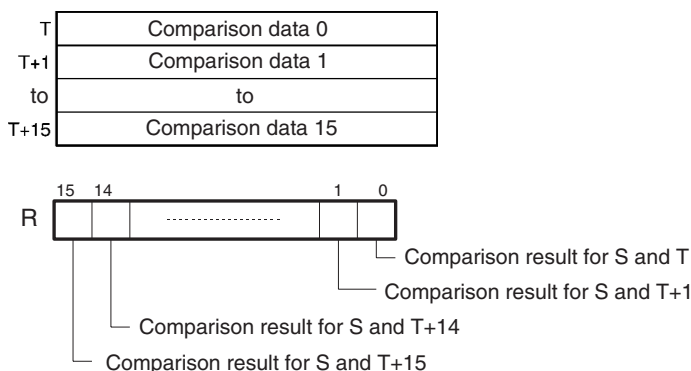 T Comparison data 0
T+1 Comparison data 1
to to
T+15 Comparison data 15
15 14 1 0
R
Comparison result for S and T
Comparison result for S and T+1
Comparison result for S and T+14
Comparison result for S and T+15